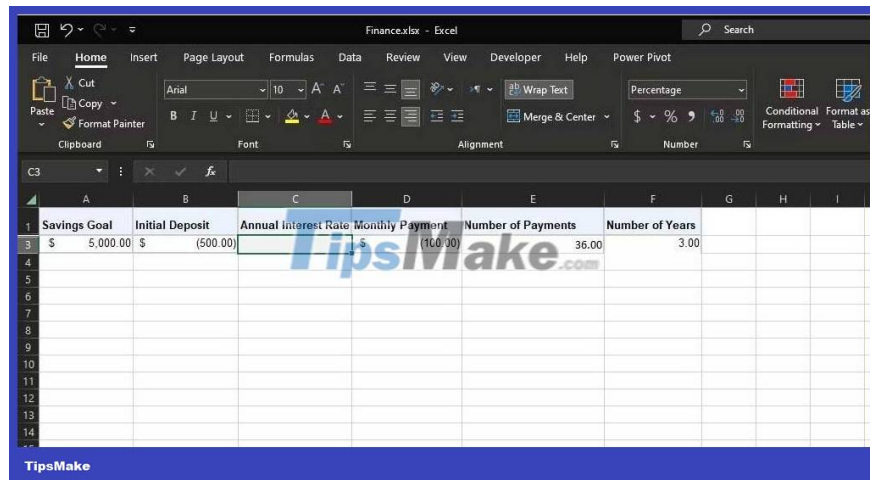 Finance.xlsx - Excel
Search
File Home Insert Page Layout Formulas Data Review View Developer Help Power Pivot
Paste
Cut
Copy
Format Painter
Clipboard
Arial 10
B I U
Font
Wrap Text
Merge & Center
Alignment
Percentage
$ % 9
Number
Conditional Formatting
Format as Table
C3 fx
A B C D E F G H I
1 Savings Goal Initial Deposit Annual Interest Rate Monthly Payment Number of Payments Number of Years
3 $ 5,000.00 $ (500.00) $ (100.00) 36.00 3.00
4
5
6
7
8
9
10
11
12
13
14
TipsMake.com
TipsMake